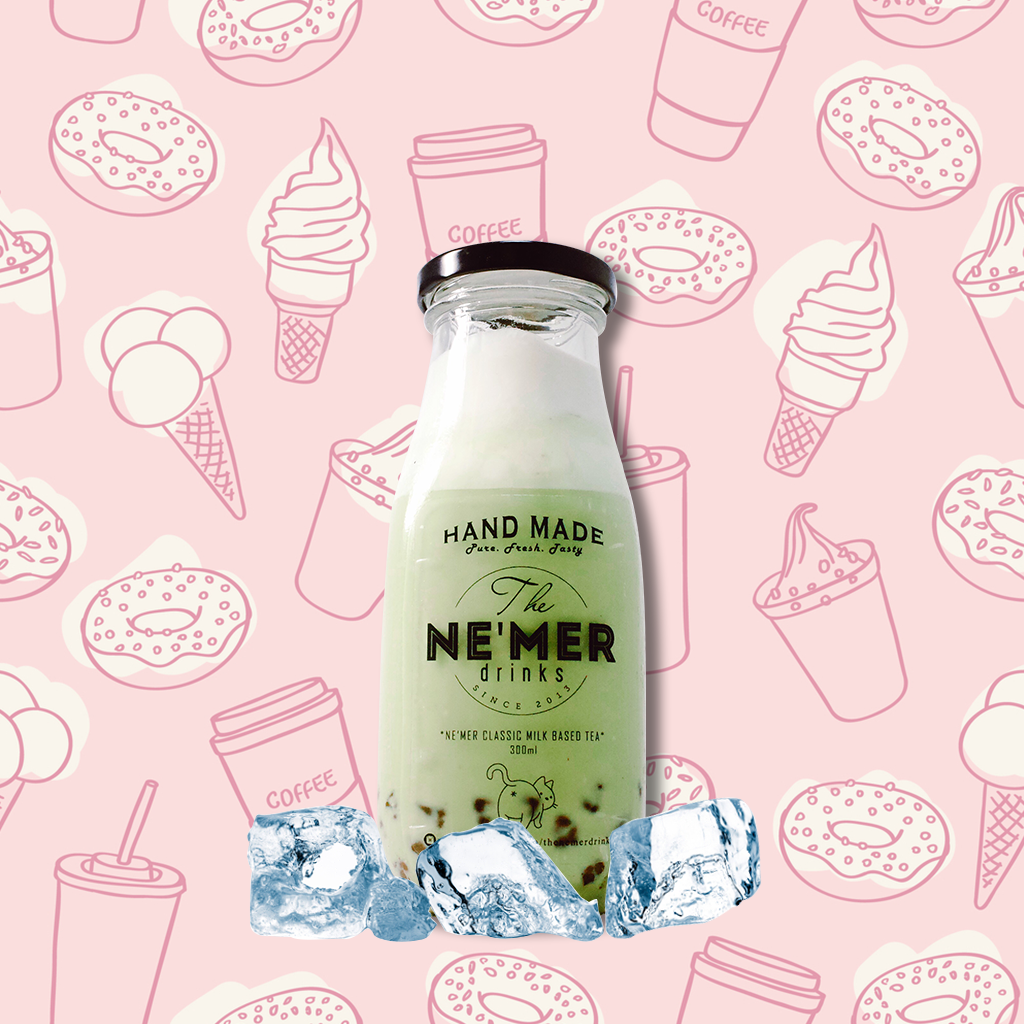 COFFEE
COFFEE
HAND MADE
Pure. Fresh. Tasty
The
NE'MER
drinks
SINCE 2013
"NE'MER CLASSIC MILK BASED TEA"
300ml
COFFEE